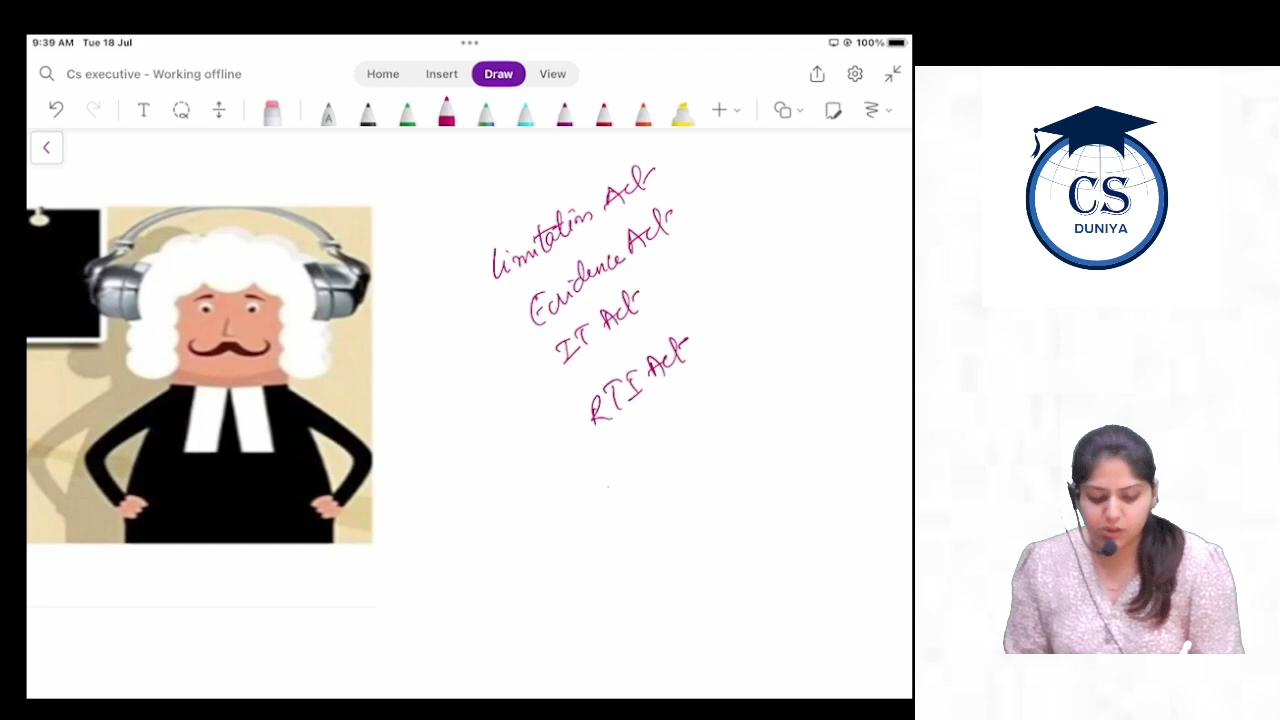 9:39 AM Tue 18 Jul
100%
Cs executive - Working offline
Home Insert Draw View
T
A
Limitation Act
Evidence Act
IT Act
RTI Act
CS
DUNIYA